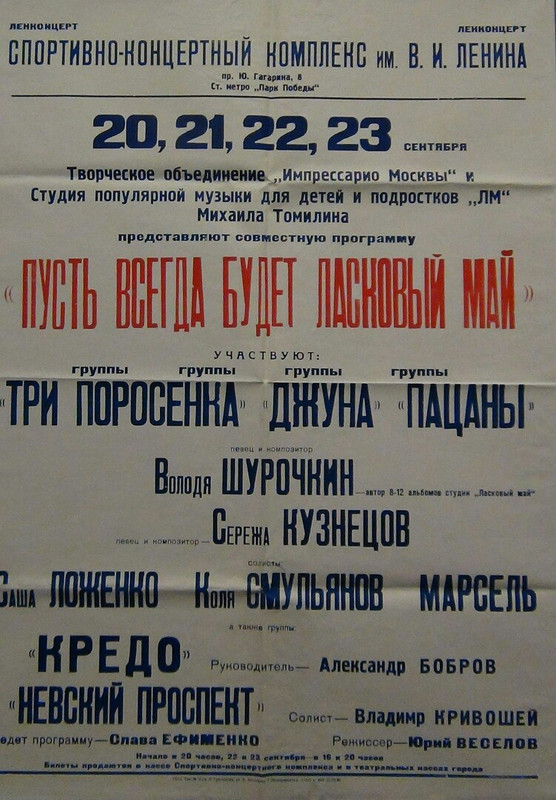 ЛЕНКОНЦЕРТ ЛЕНКОНЦЕРТ
СПОРТИВНО-КОНЦЕРТНЫЙ КОМПЛЕКС им. В. И. ЛЕНИНА
пр. Ю. Гагарина, 8
Ст. метро „Парк Победы“
20, 21, 22, 23 СЕНТЯБРЯ
Творческое объединение „Импрессарио Москвы“ и
Студия популярной музыки для детей и подростков „ЛМ“
Михаила Томилина
представляют совместную программу
«ПУСТЬ ВСЕГДА БУДЕТ ЛАСКОВЫЙ МАЙ»
УЧАСТВУЮТ:
группы группы группы группы
«ТРИ ПОРОСЕНКА» «ДЖУНА» «ПАЦАНЫ»
певец и композитор
Володя ШУРОЧКИН —автор 8-12 альбомов студии „Ласковый май“
певец и композитор— Сережа КУЗНЕЦОВ
солисты:
Саша ЛОЖЕНКО Коля СМУЛЬЯНОВ МАРСЕЛЬ
а также группы:
«КРЕДО» Руководитель— Александр БОБРОВ
«НЕВСКИЙ ПРОСПЕКТ» Солист— Владимр КРИВОШЕЙ
едет программу—Слава ЕФИМЕНКО Режиссер—Юрий ВЕСЕЛОВ
Начало в 20 часов, 22 и 23 сентября—в 16 и 20 часов
Билеты продаются в кассе Спортивно-концертного комплекса и в театральных кассах города